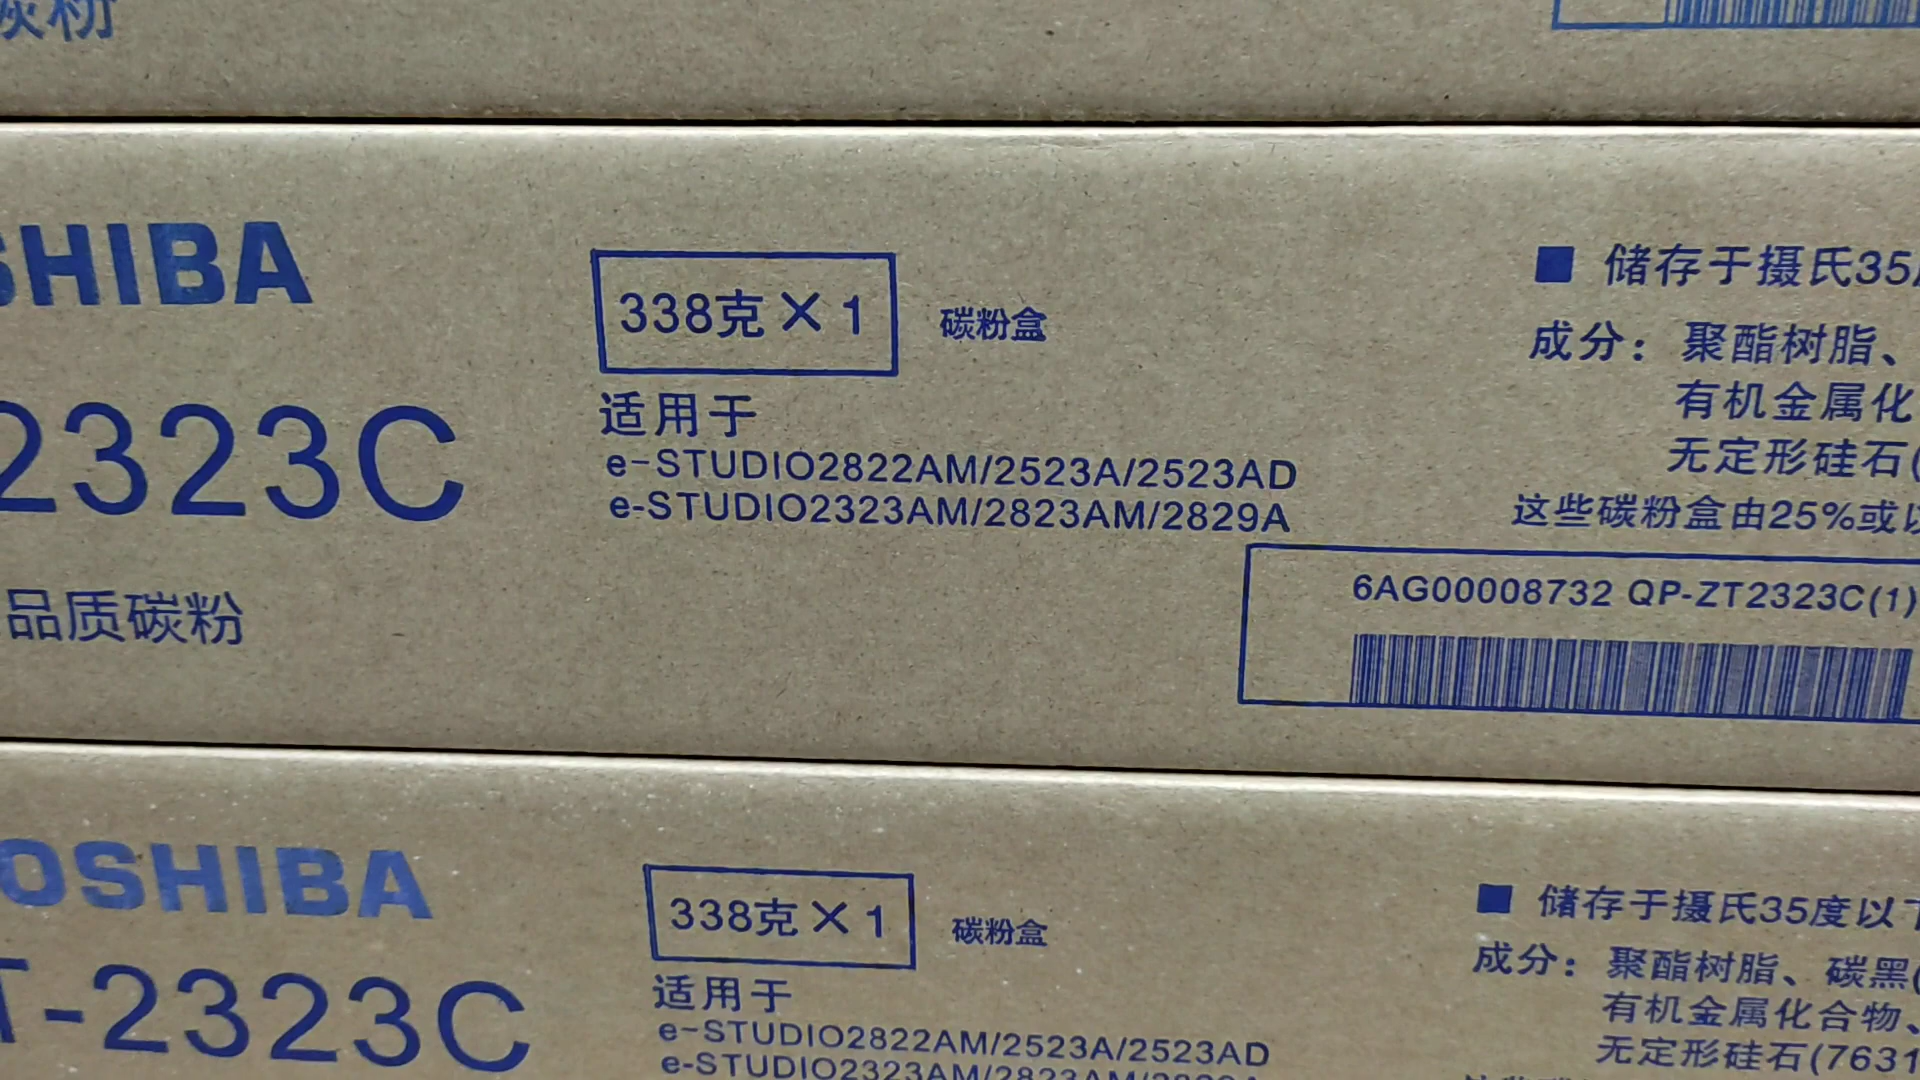 碳粉
SHIBA
2323C
品质碳粉
338克×1 碳粉盒
适用于
e-STUDIO2822AM/2523A/2523AD
e-STUDIO2323AM/2823AM/2829A
■ 储存于摄氏35
成分：聚酯树脂、
有机金属化
无定形硅石(
这些碳粉盒由25%或以
6AG00008732 QP-ZT2323C(1)
OSHIBA
T-2323C
338克×1 碳粉盒
适用于
e-STUDIO2822AM/2523A/2523AD
e-STUDIO2323AM/2823AM/2829A
■ 储存于摄氏35度以下
成分：聚酯树脂、碳黑(
有机金属化合物、
无定形硅石(7631